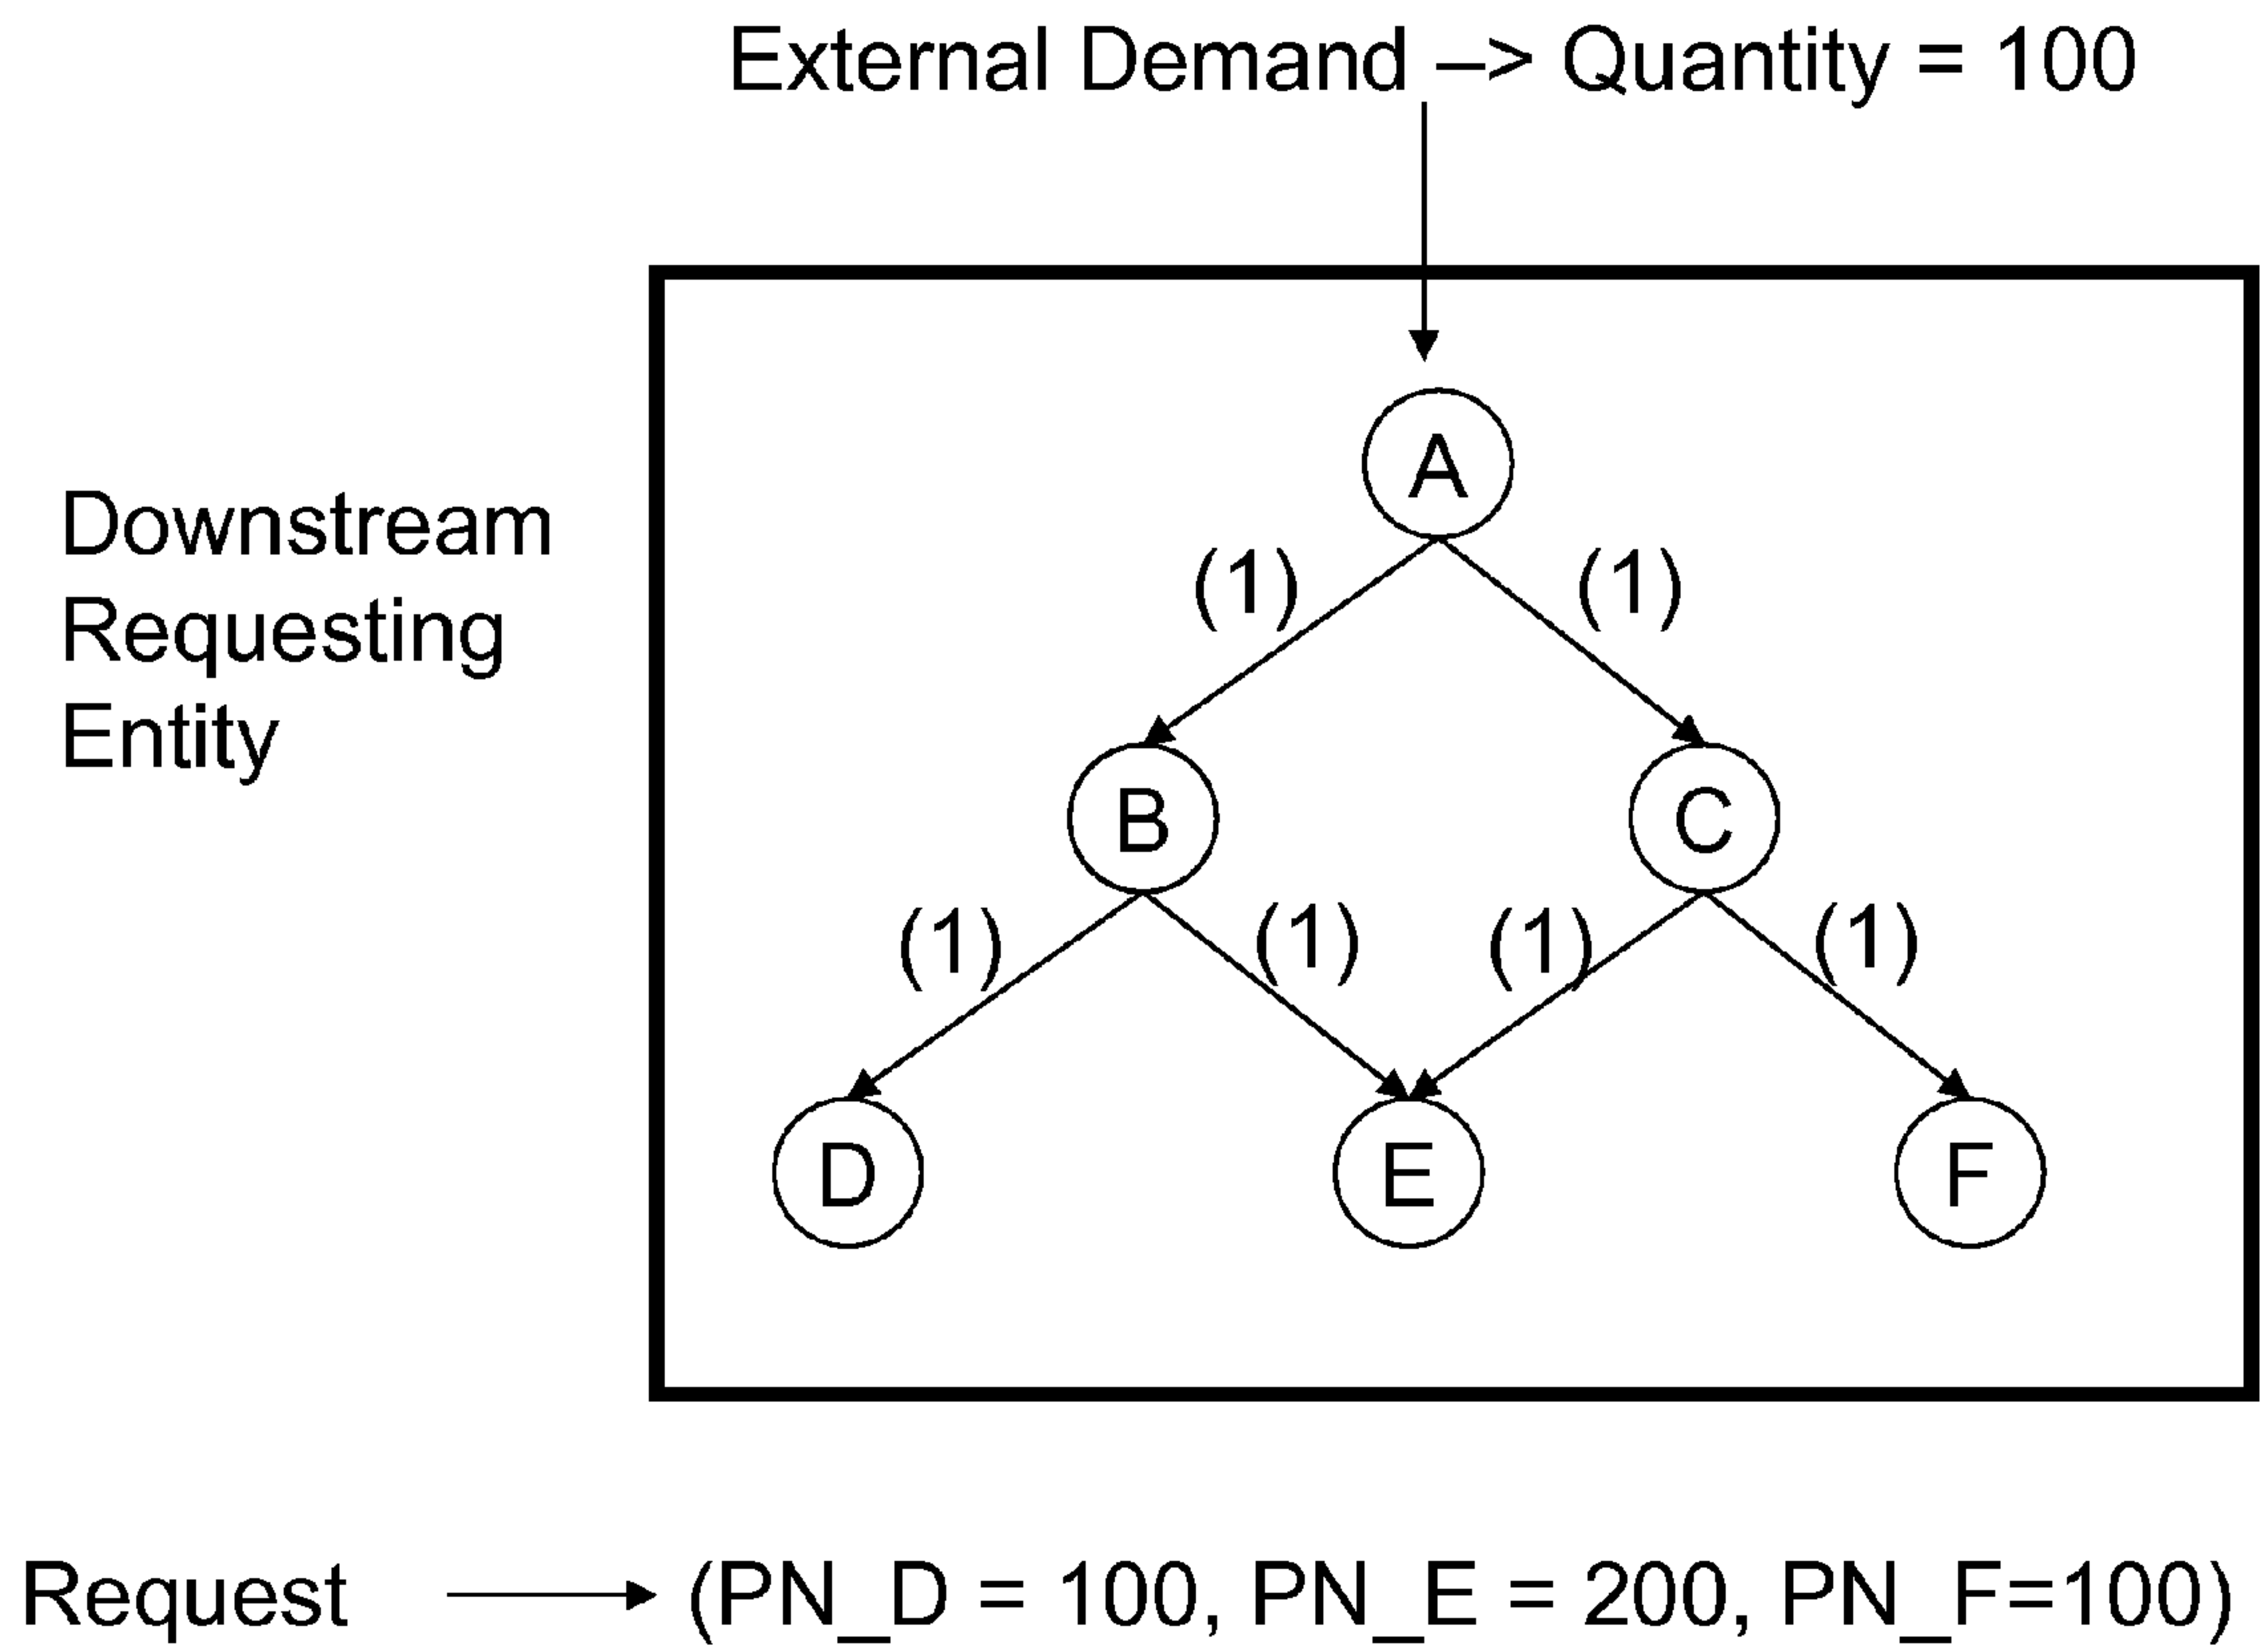 External Demand –> Quantity = 100
A
Downstream
Requesting
Entity
(1) (1)
B C
(1) (1) (1) (1)
D E F
Request (PN_D = 100, PN_E = 200, PN_F=100)